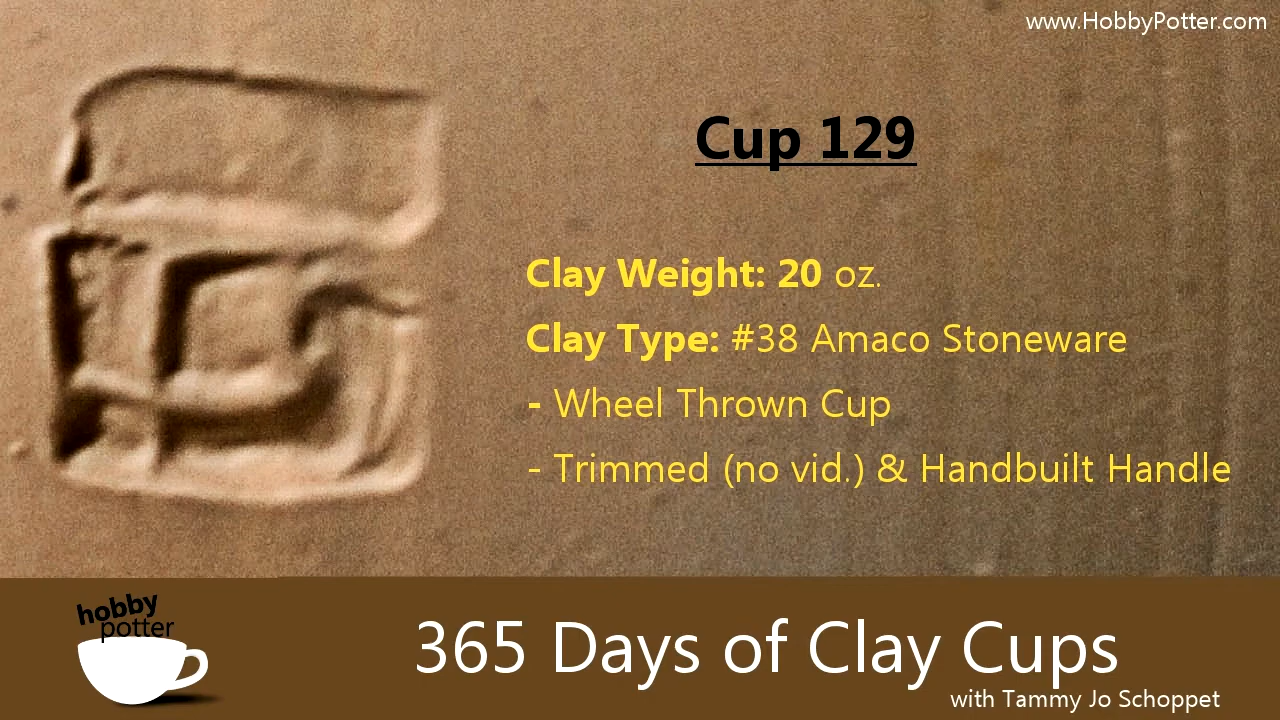 www.HobbyPotter.com
Cup 129
Clay Weight: 20 oz.
Clay Type: #38 Amaco Stoneware
- Wheel Thrown Cup
- Trimmed (no vid.) & Handbuilt Handle
hobby
potter
365 Days of Clay Cups
with Tammy Jo Schoppet